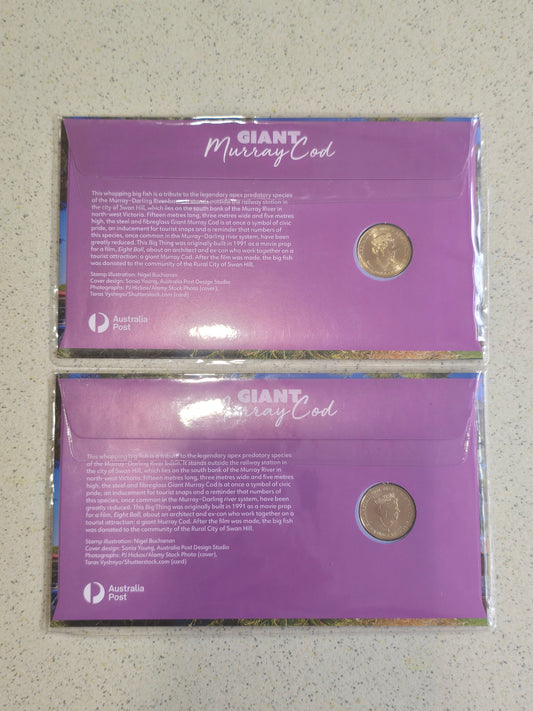 GIANT
Murray Cod
This whopping big fish is a tribute to the legendary apex predatory species
of the Murray–Darling River basin. It stands outside the railway station in
the city of Swan Hill, which lies on the south bank of the Murray River in
north-west Victoria. Fifteen metres long, three metres wide and five metres
high, the steel and fibreglass Giant Murray Cod is at once a symbol of civic
pride, an inducement for tourist snaps and a reminder that numbers of
this species, once common in the Murray–Darling river system, have been
greatly reduced. This Big Thing was originally built in 1991 as a movie prop
for a film, Eight Ball, about an architect and ex-con who work together on a
tourist attraction: a giant Murray Cod. After the film was made, the big fish
was donated to the community of the Rural City of Swan Hill.
Stamp illustration: Nigel Buchanan
Cover design: Sonia Young, Australia Post Design Studio
Photographs: PJ Hickox/Alamy Stock Photo (cover),
Taras Vyshnya/Shutterstock.com (card)
Australia
Post
GIANT
Murray Cod
This whopping big fish is a tribute to the legendary apex predatory species
of the Murray–Darling River basin. It stands outside the railway station in
the city of Swan Hill, which lies on the south bank of the Murray River in
north-west Victoria. Fifteen metres long, three metres wide and five metres
high, the steel and fibreglass Giant Murray Cod is at once a symbol of civic
pride, an inducement for tourist snaps and a reminder that numbers of
this species, once common in the Murray–Darling river system, have been
greatly reduced. This Big Thing was originally built in 1991 as a movie prop
for a film, Eight Ball, about an architect and ex-con who work together on a
tourist attraction: a giant Murray Cod. After the film was made, the big fish
was donated to the community of the Rural City of Swan Hill.
Stamp illustration: Nigel Buchanan
Cover design: Sonia Young, Australia Post Design Studio
Photographs: PJ Hickox/Alamy Stock Photo (cover),
Taras Vyshnya/Shutterstock.com (card)
Australia
Post